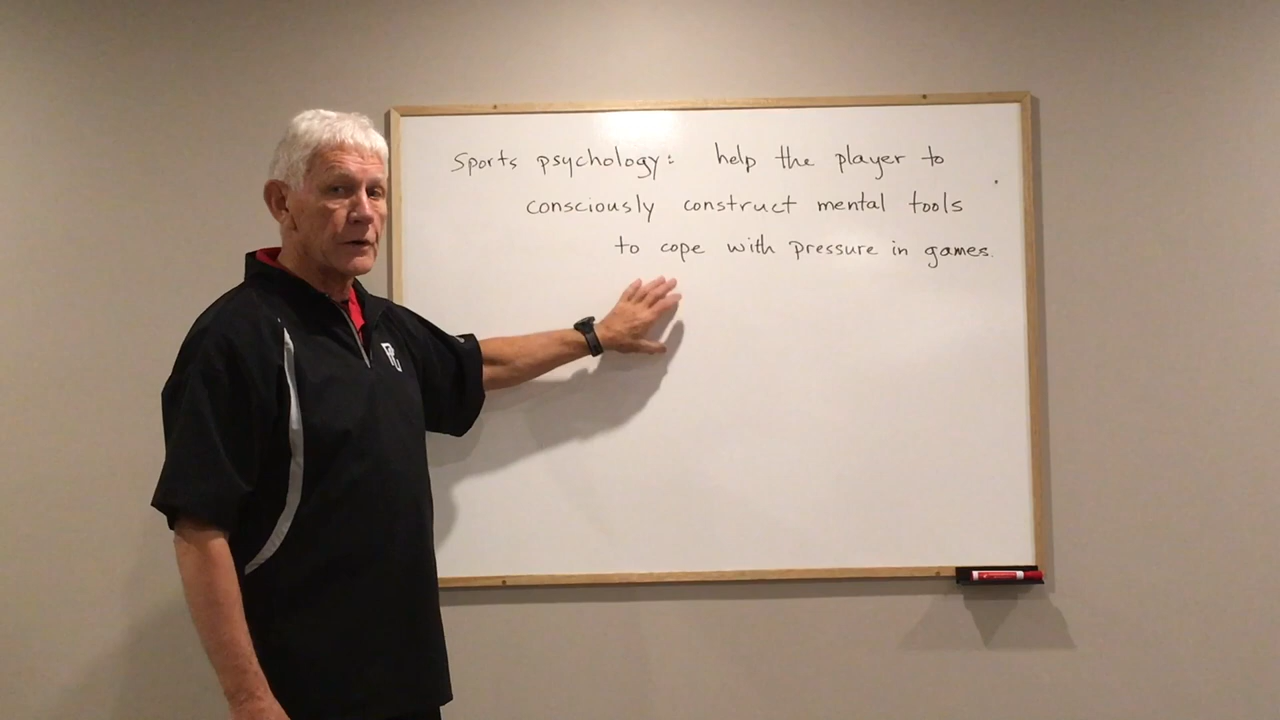 Sports psychology: help the player to
consciously construct mental tools
to cope with pressure in games.